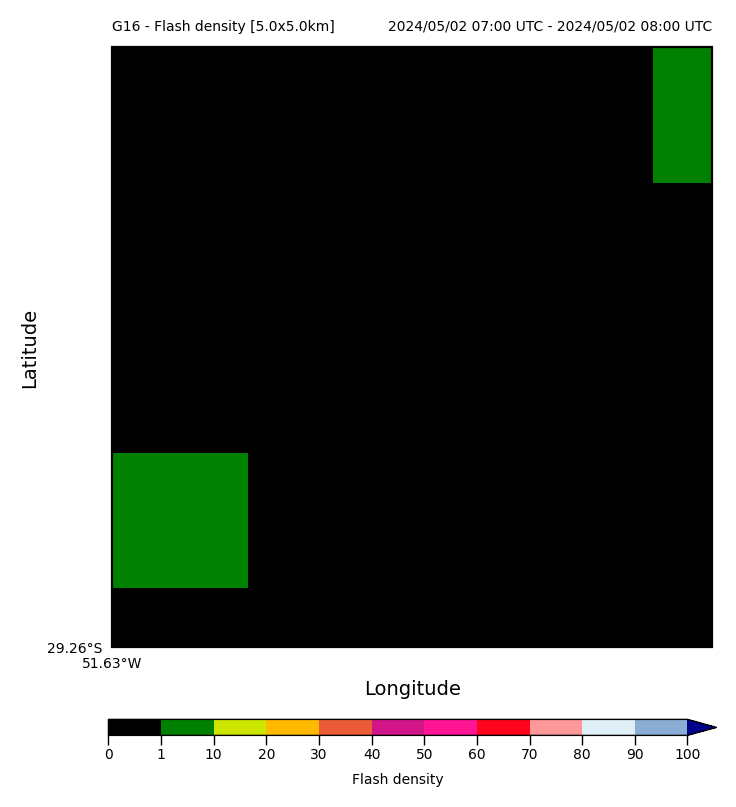 G16 - Flash density [5.0x5.0km] 2024/05/02 07:00 UTC - 2024/05/02 08:00 UTC
Latitude
29.26°S
51.63°W
Longitude
0 1 10 20 30 40 50 60 70 80 90 100
Flash density